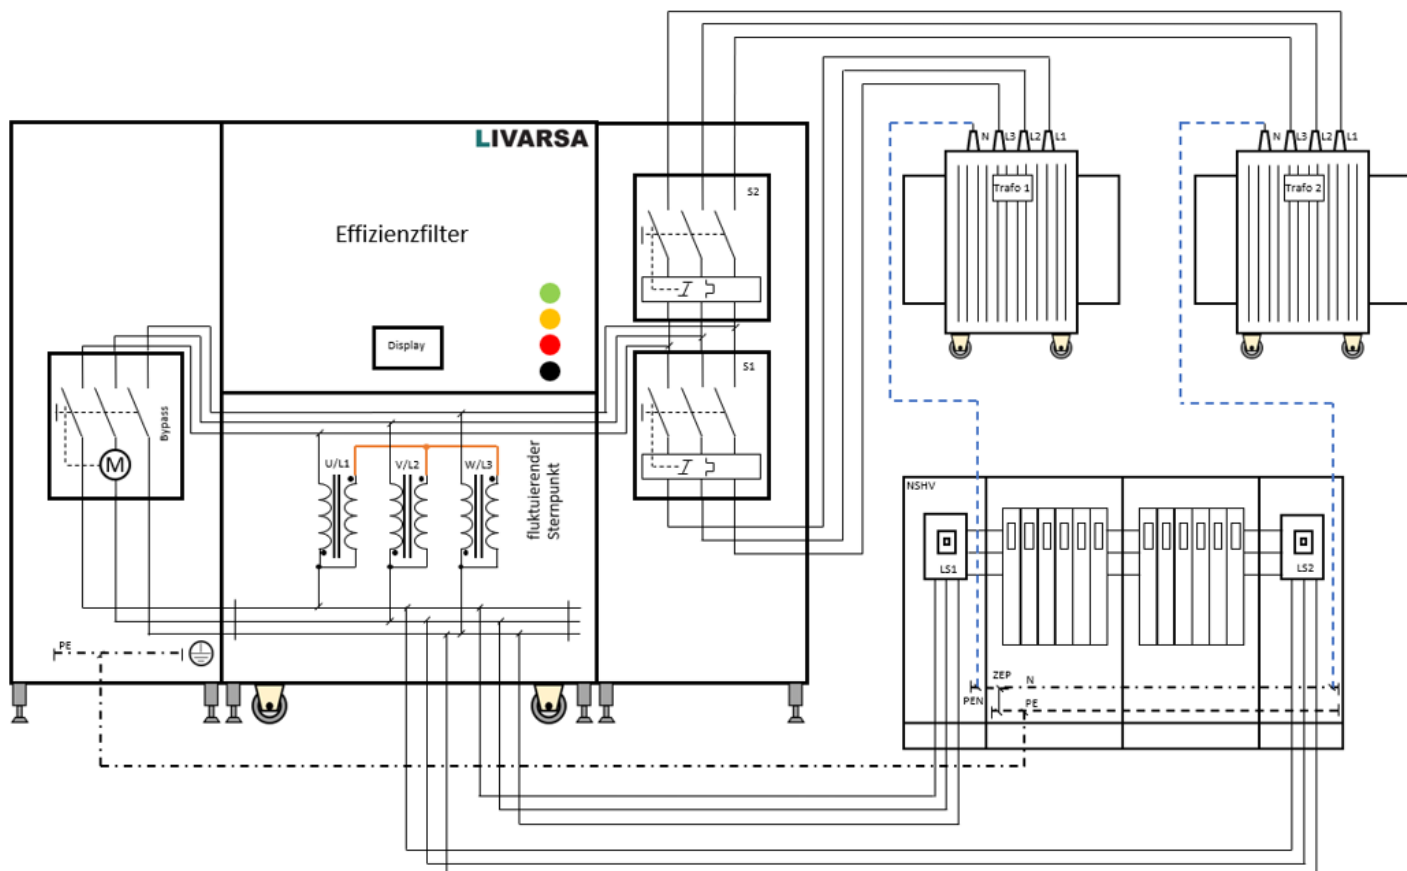 LIVARSA
Effizienzfilter
Display
Bypass
M
U/L1
V/L2
W/L3
fluktuierender
Sternpunkt
PE
S2
S1
N
L3
L2
L1
Trafo 1
N
L3
L2
L1
Trafo 2
NSHV
LS1
LS2
ZEP
N
PEN
PE